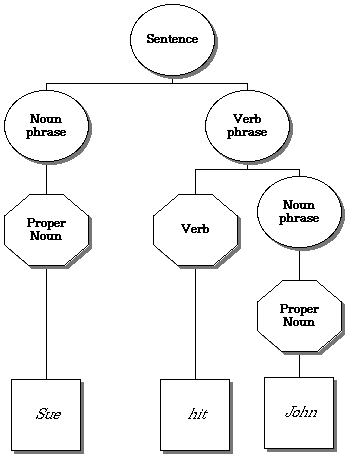 Sentence
Noun
phrase
Verb
phrase
Proper
Noun
Verb
Noun
phrase
Proper
Noun
Sue
hit
John